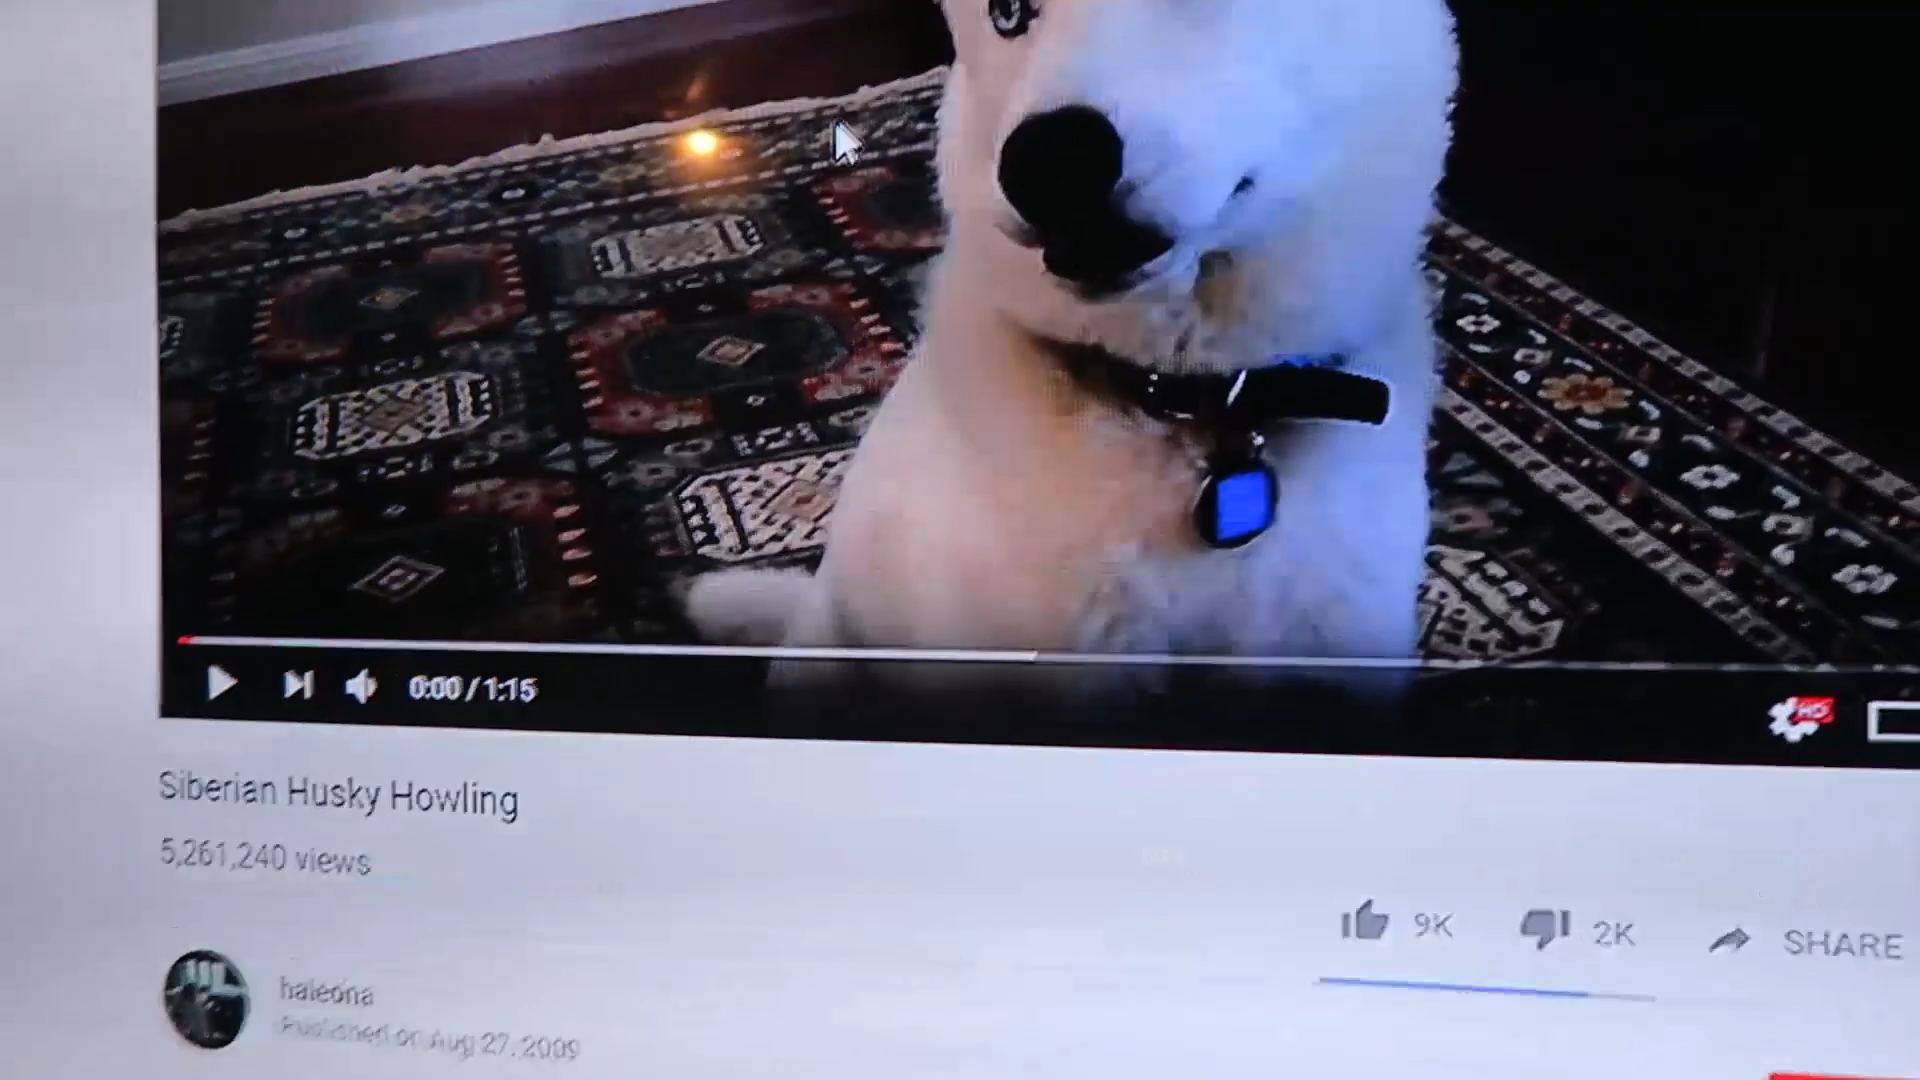 0:00 / 1:15
HD
Siberian Husky Howling
5,261,240 views
9K
2K
SHARE
haleona
Published on Aug 27, 2009